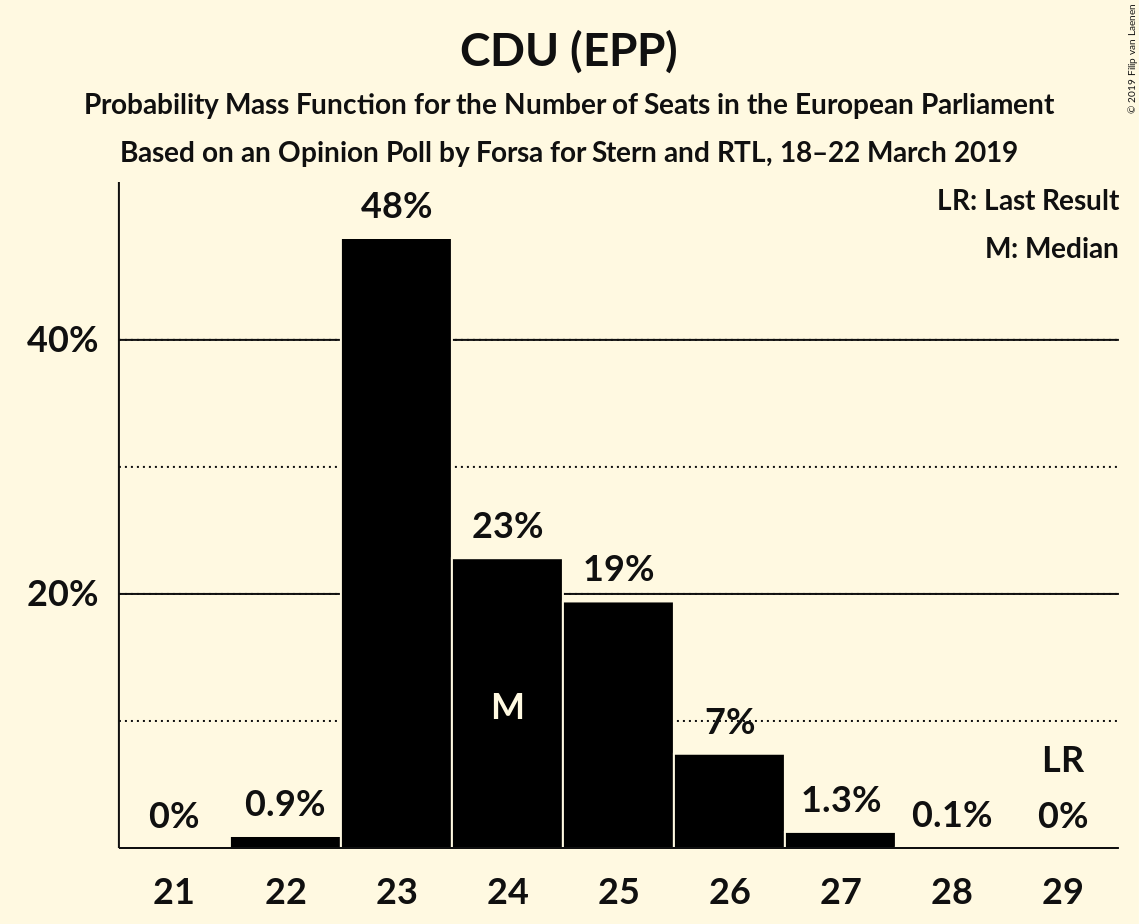 CDU (EPP)
Probability Mass Function for the Number of Seats in the European Parliament
Based on an Opinion Poll by Forsa for Stern and RTL, 18–22 March 2019
© 2019 Filip van Laenen
LR: Last Result
M: Median
48%
40%
23%
19%
20%
M
7%
LR
0%
0.9%
1.3%
0.1%
0%
21 22 23 24 25 26 27 28 29